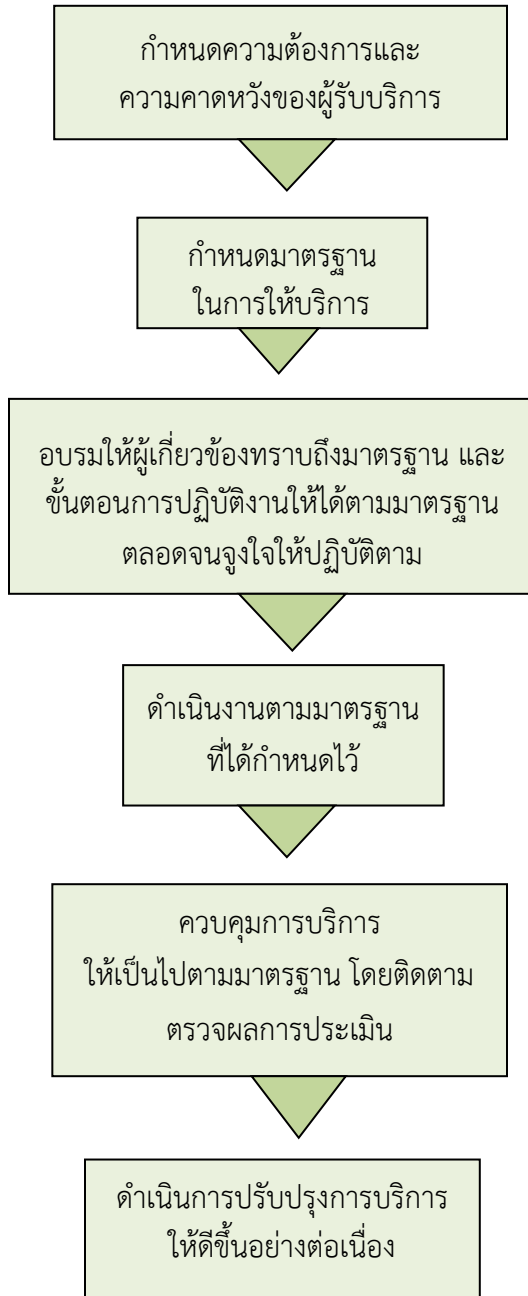 กำหนดความต้องการและ
ความคาดหวังของผู้รับบริการ
กำหนดมาตรฐาน
ในการให้บริการ
อบรมให้ผู้เกี่ยวข้องทราบถึงมาตรฐาน และ
ขั้นตอนการปฏิบัติงานให้ได้ตามมาตรฐาน
ตลอดจนจูงใจให้ปฏิบัติตาม
ดำเนินงานตามมาตรฐาน
ที่ได้กำหนดไว้
ควบคุมการบริการ
ให้เป็นไปตามมาตรฐาน โดยติดตาม
ตรวจผลการประเมิน
ดำเนินการปรับปรุงการบริการ
ให้ดีขึ้นอย่างต่อเนื่อง